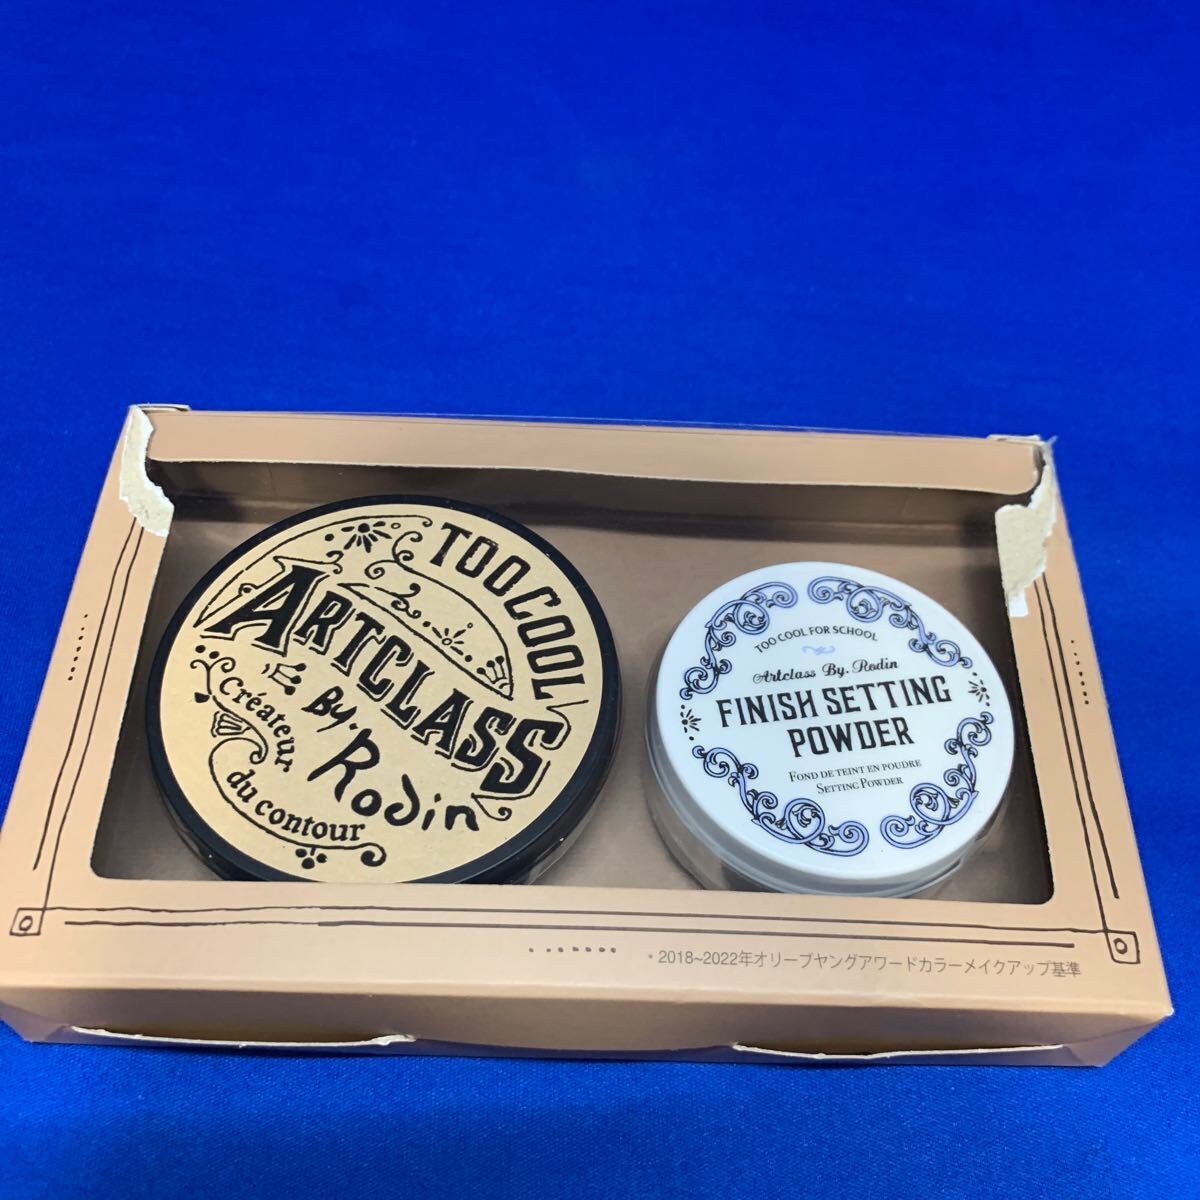 TOO COOL
ARTCLASS
By. Rodin
Créateur
du contour
TOO COOL FOR SCHOOL
Artclass By. Rodin
FINISH SETTING
POWDER
FOND DE TEINT EN POUDRE
SETTING POWDER
* 2018~2022年オリーブヤングアワードカラーメイクアップ基準